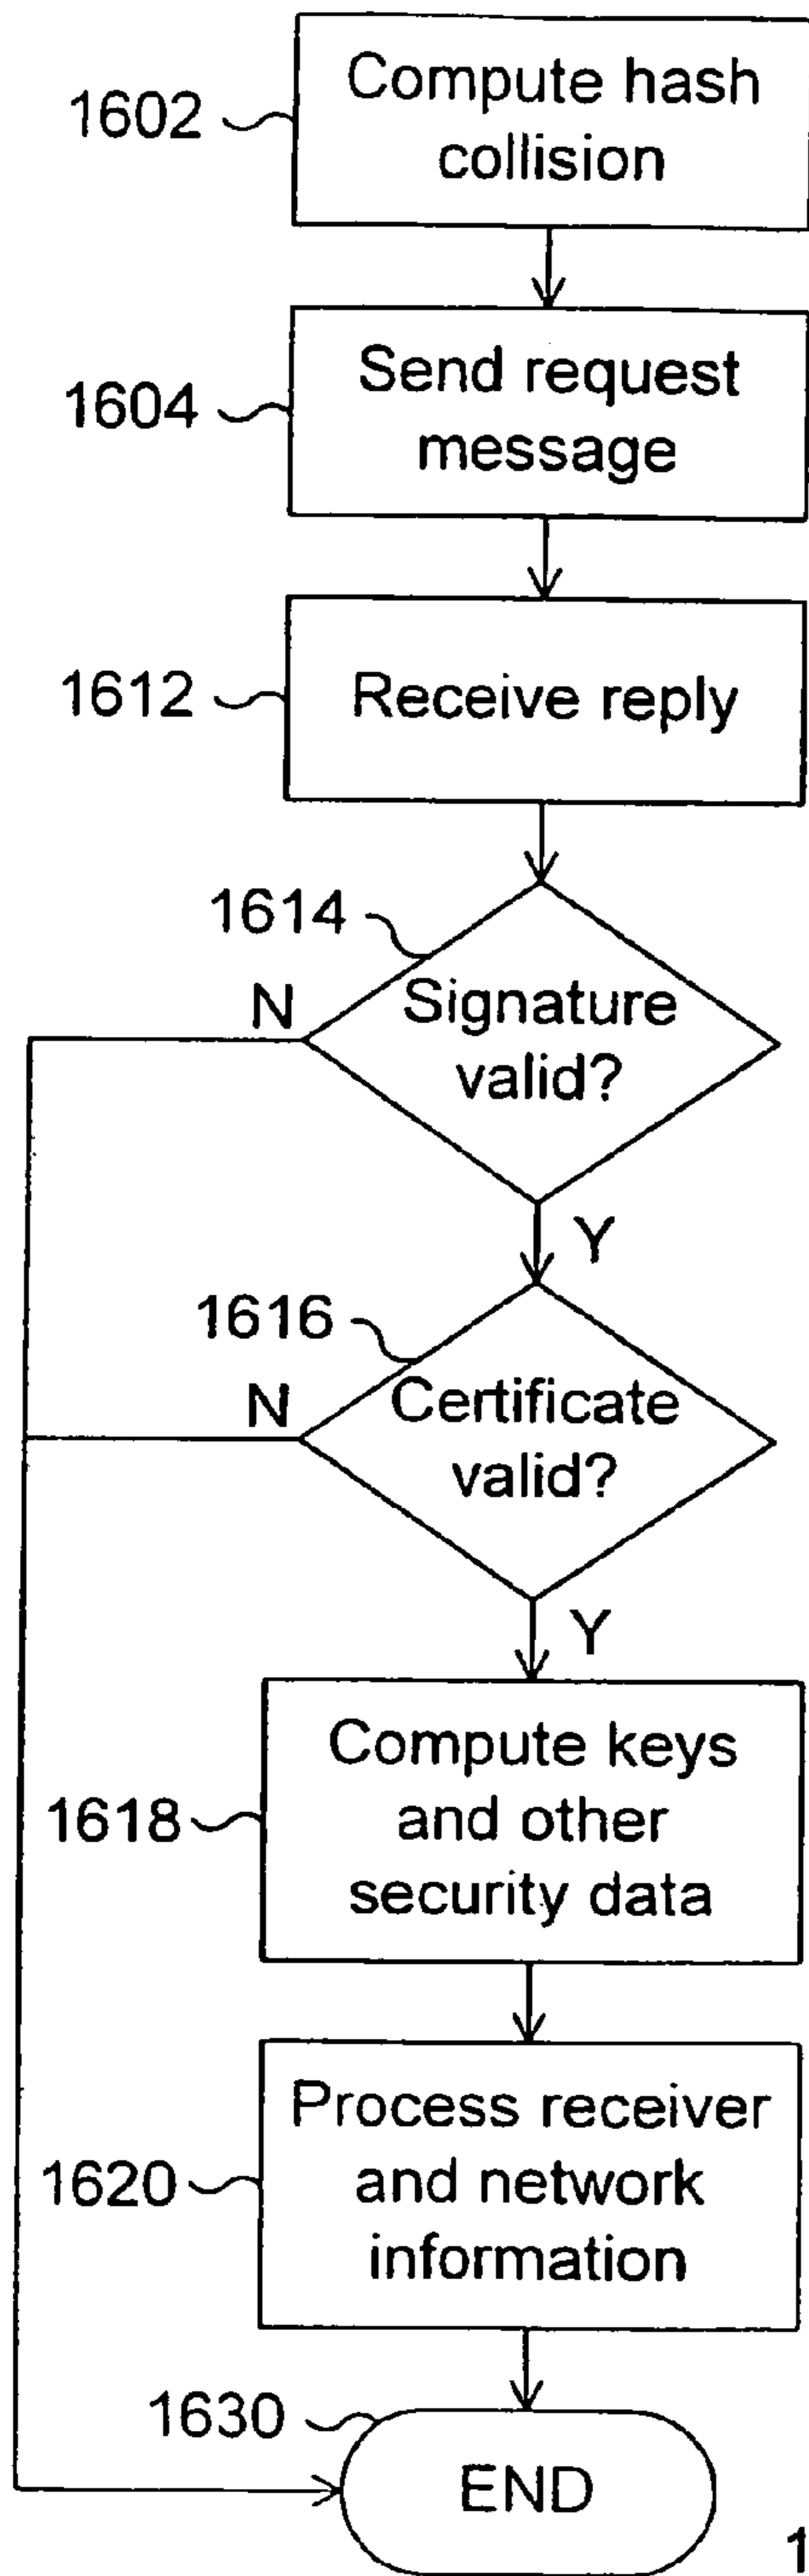 1602
Compute hash
collision
1604
Send request
message
1612
Receive reply
1614
N
Signature
valid?
Y
1616
N
Certificate
valid?
Y
1618
Compute keys
and other
security data
1620
Process receiver
and network
information
1630
END